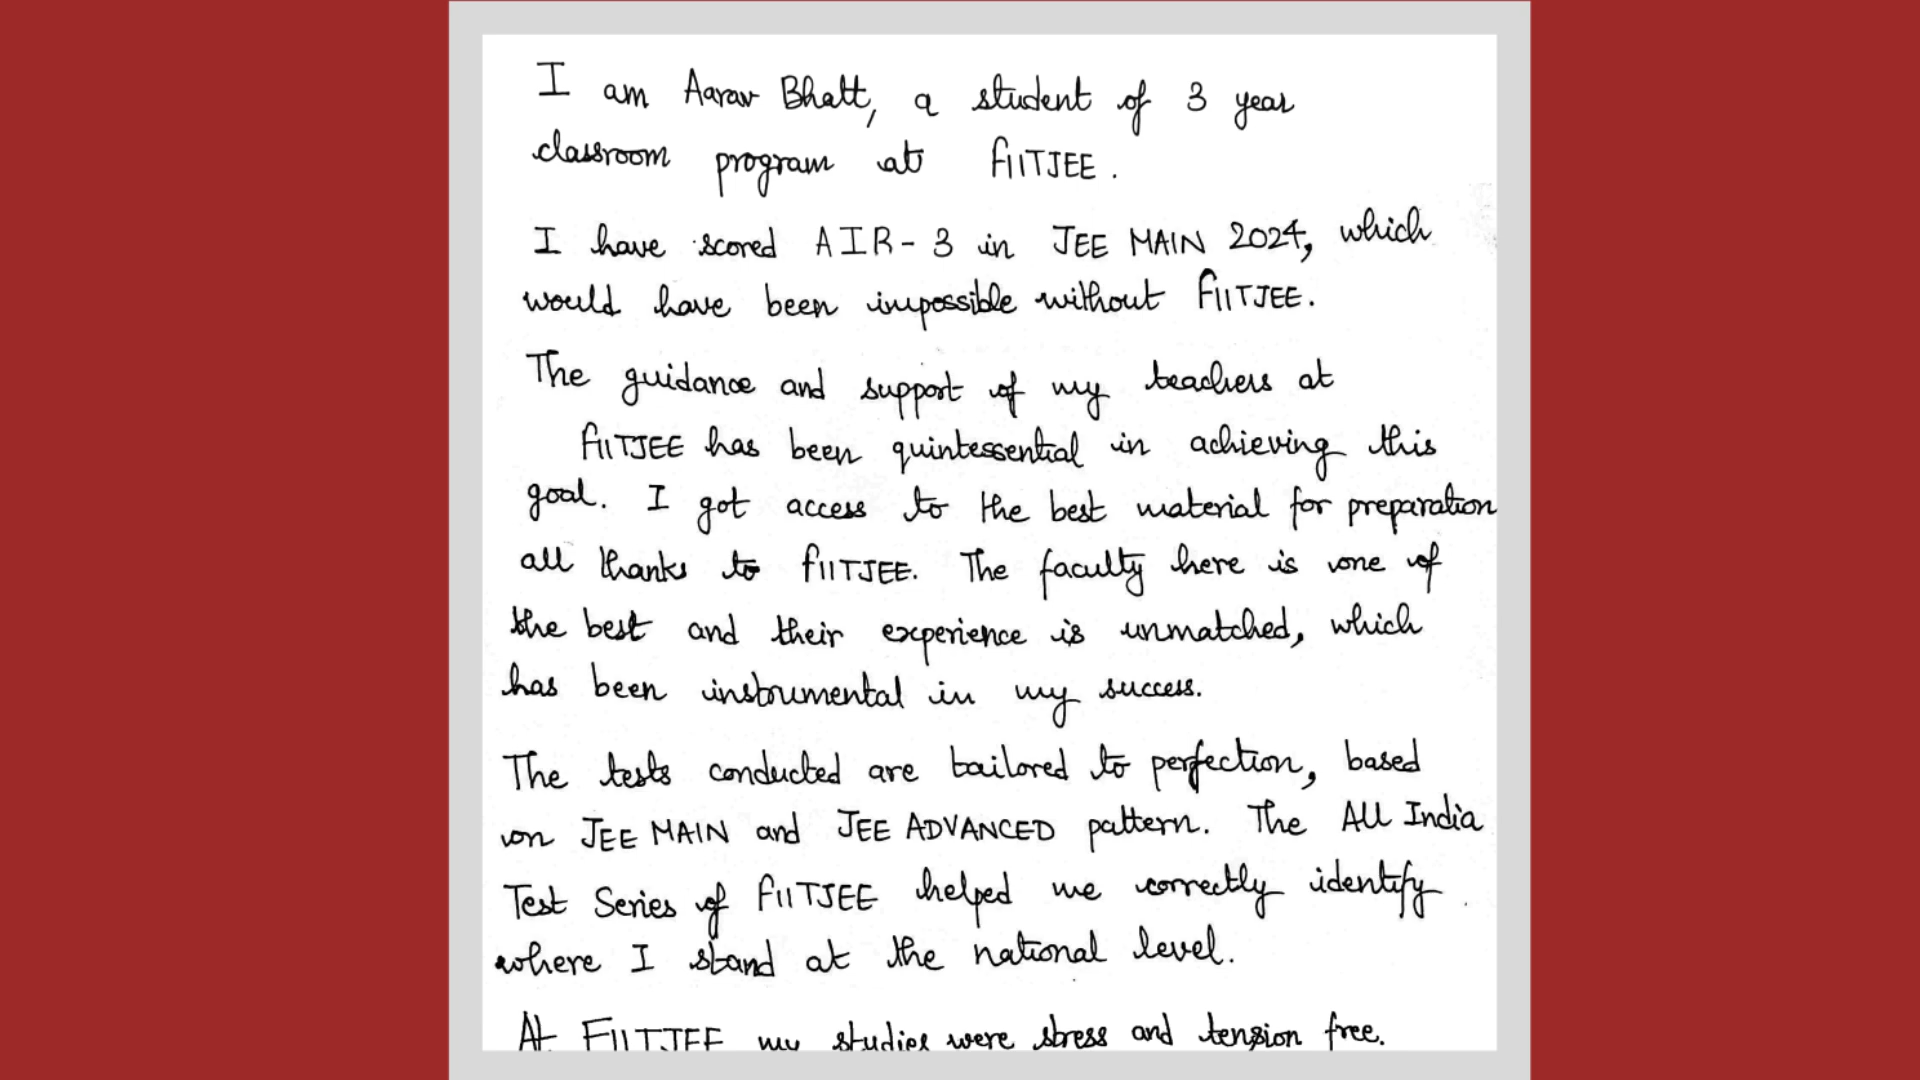 I am Aarav Bhatt, a student of 3 year
classroom program at FIITJEE.
I have scored AIR-3 in JEE MAIN 2024, which
would have been impossible without FIITJEE.
The guidance and support of my teachers at
FIITJEE has been quintessential in achieving this
goal. I got access to the best material for preparation
all thanks to FIITJEE. The faculty here is one of
the best and their experience is unmatched, which
has been instrumental in my success.
The tests conducted are tailored to perfection, based
on JEE MAIN and JEE ADVANCED pattern. The All India
Test Series of FIITJEE helped me correctly identify
where I stand at the national level.
At FIITJEE my studies were stress and tension free.